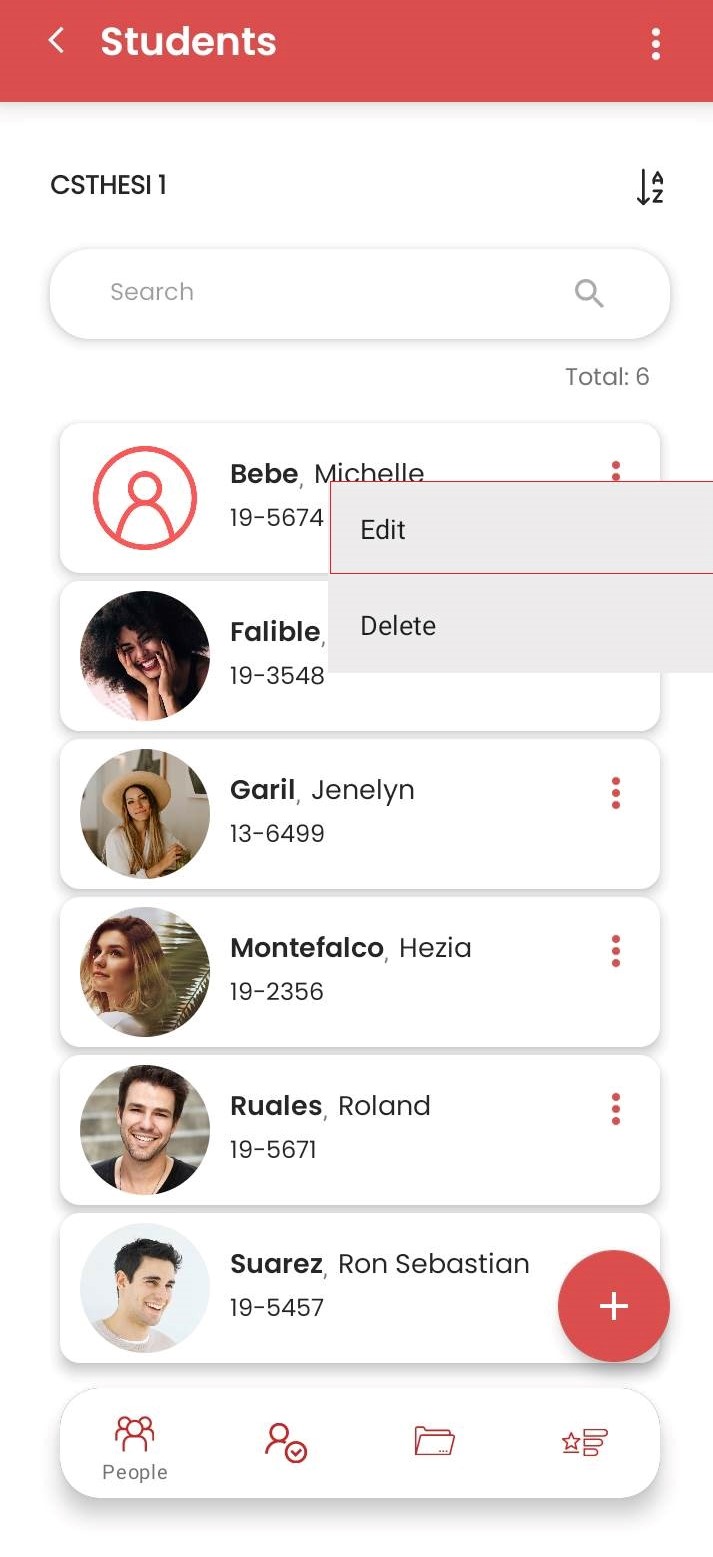 Students
CSTHESI 1
A
Z
Search
Total: 6
Bebe, Michelle
19-5674
Edit
Falible,
Delete
19-3548
Garil, Jenelyn
13-6499
Montefalco, Hezia
19-2356
Ruales, Roland
19-5671
Suarez, Ron Sebastian
19-5457
People